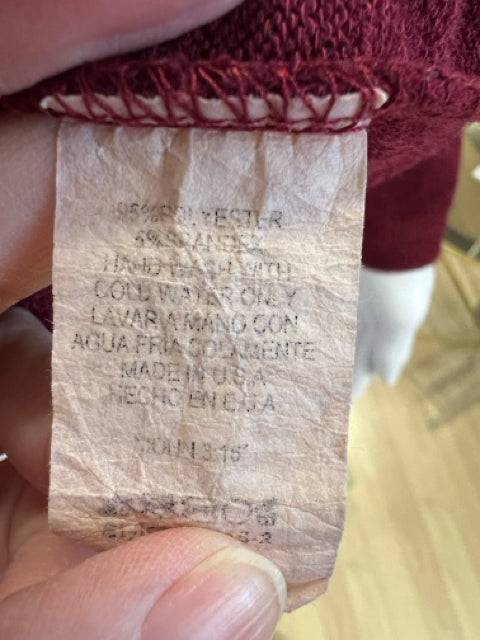 95%POLYESTER
5%SPANDEX
HAND WASH WITH
COLD WATER ONLY
LAVAR A MANO CON
AGUA FRIA SOLAMENTE
MADE IN U.S.A
HECHO EN E.U.A